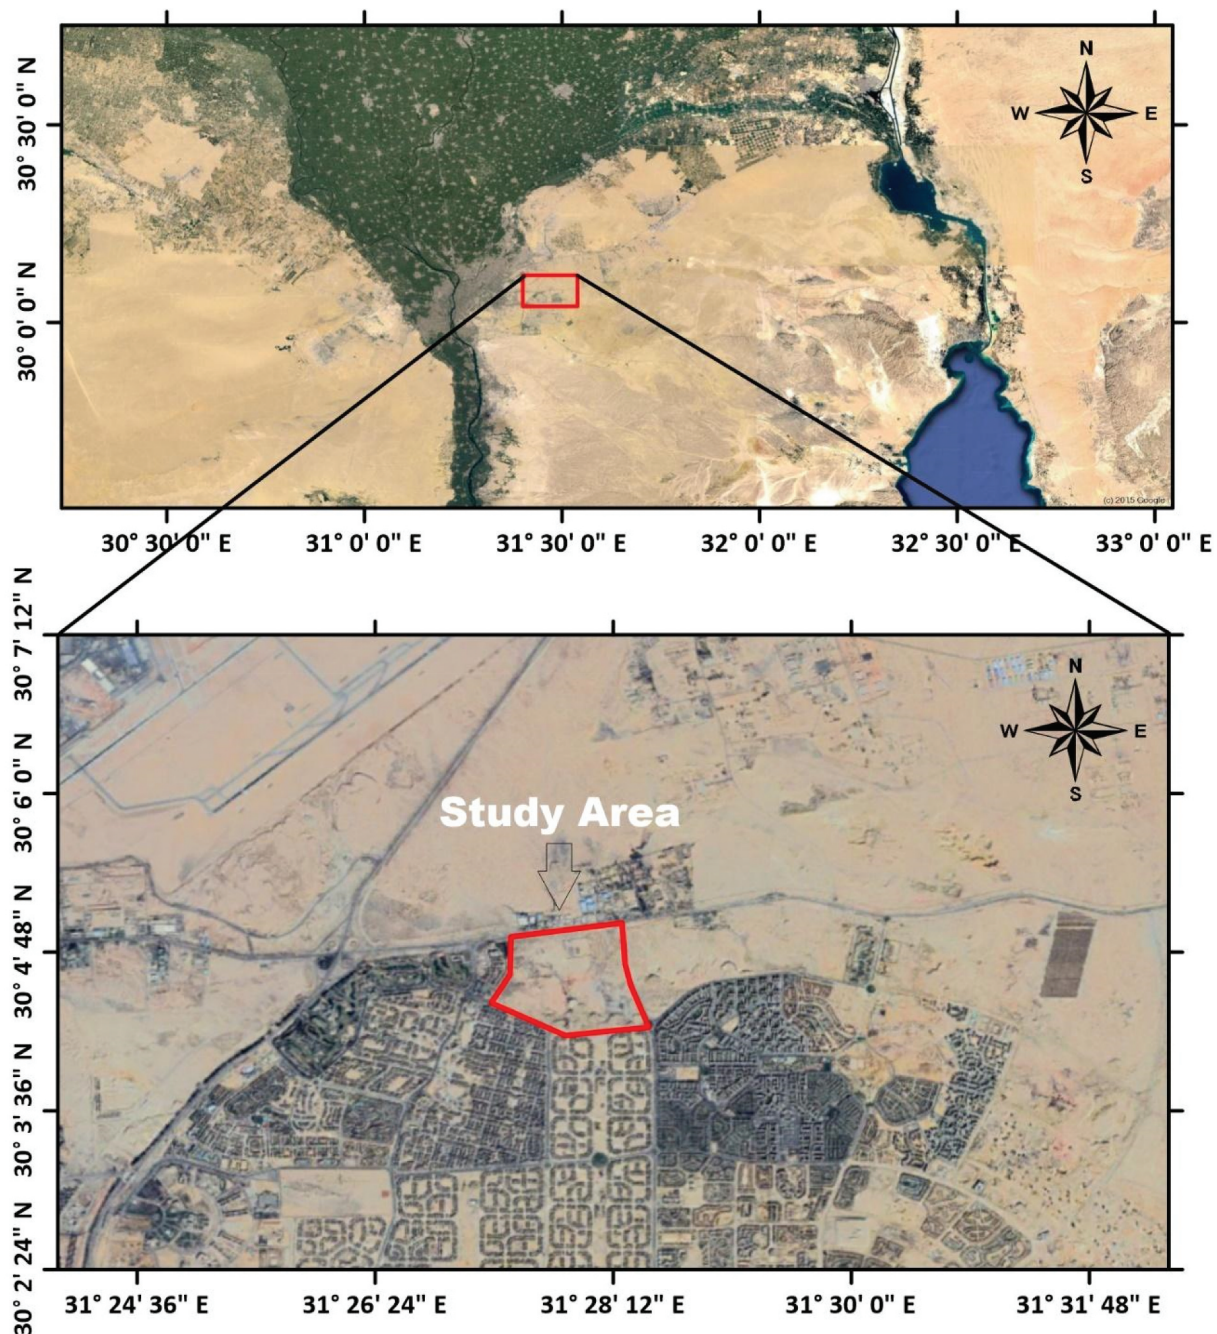 N
W E
S
30° 30' 0" N
30° 0' 0" N
(c) 2015 Google
30° 30' 0" E 31° 0' 0" E 31° 30' 0" E 32° 0' 0" E 32° 30' 0" E 33° 0' 0" E
30° 7' 12" N
30° 6' 0" N
30° 4' 48" N
30° 3' 36" N
30° 2' 24" N
N
W E
S
Study Area
31° 24' 36" E 31° 26' 24" E 31° 28' 12" E 31° 30' 0" E 31° 31' 48" E